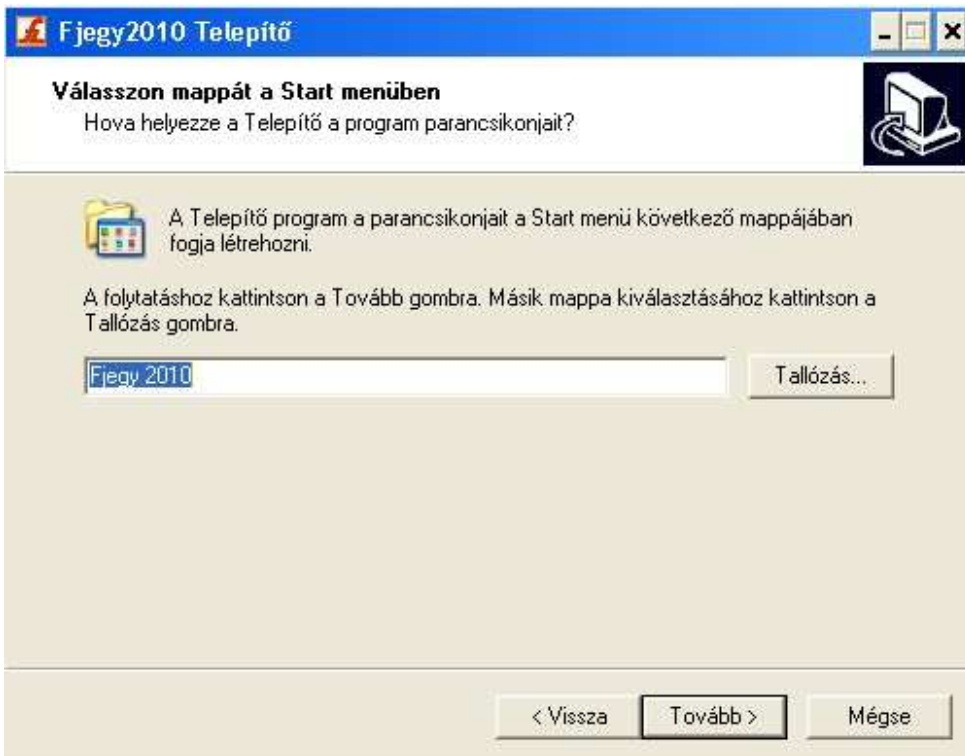 Fjegy2010 Telepítő
Válasszon mappát a Start menüben
Hova helyezze a Telepítő a program parancsikonjait?
A Telepítő program a parancsikonjait a Start menü következő mappájában
fogja létrehozni.
A folytatáshoz kattintson a Tovább gombra. Másik mappa kiválasztásához kattintson a
Tallózás gombra.
Fjegy 2010
Tallózás...
< Vissza
Tovább >
Mégse